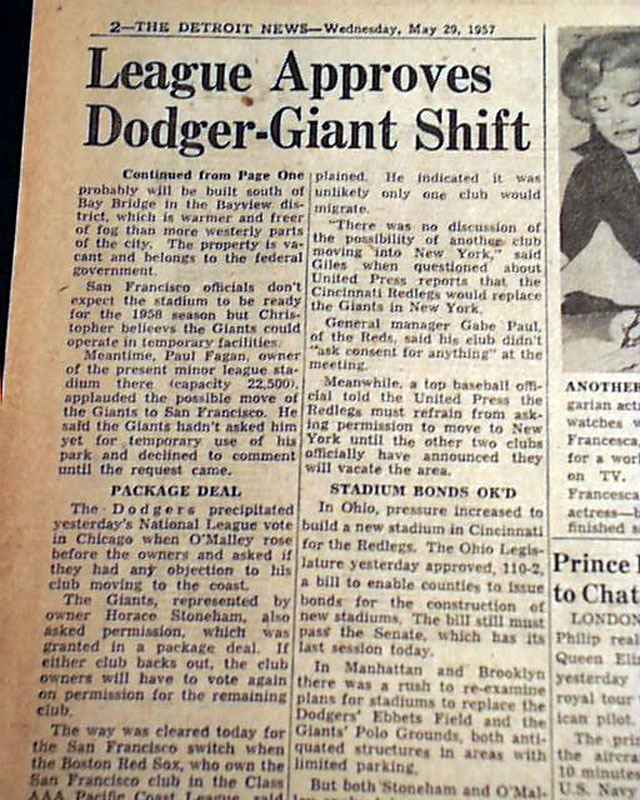 2—THE DETROIT NEWS—Wednesday, May 29, 1957
League Approves
Dodger-Giant Shift
Continued from Page One
probably will be built south of
Bay Bridge in the Bayview dis-
trict, which is warmer and freer
of fog than more westerly parts
of the city. The property is va-
cant and belongs to the federal
government.
San Francisco officials don't
expect the stadium to be ready
for the 1958 season but Chris-
topher believvs the Giants could
operate in temporary facilities.
Meantime, Paul Fagan, owner
of the present minor league sta-
dium there (capacity 22,500),
applauded the possible move of
the Giants to San Francisco. He
said the Giants hadn't asked him
yet for temporary use of his
park and declined to comment
until the request came.
PACKAGE DEAL
The Dodgers precipitated
yesterday's National League vote
in Chicago when O'Malley rose
before the owners and asked if
they had any objection to his
club moving to the coast.
The Giants, represented by
owner Horace Stoneham, also
asked permission, which was
granted in a package deal. If
either club backs out, the club
owners will have to vote again
on permission for the remaining
club.
The way was cleared today for
the San Francisco switch when
the Boston Red Sox, who own the
San Francisco club in the Class
AAA Pacific Coast League, said
plained. He indicated it was
unlikely only one club would
migrate.
"There was no discussion of
the possibility of another club
moving into New York," said
Giles when questioned about
United Press reports that the
Cincinnati Redlegs would replace
the Giants in New York.
General manager Gabe Paul,
of the Reds, said his club didn't
"ask consent for anything" at the
meeting.
Meanwhile, a top baseball offi-
cial told the United Press the
Redlegs must refrain from ask-
ing permission to move to New
York until the other two clubs
officially have announced they
will vacate the area.
STADIUM BONDS OK'D
In Ohio, pressure increased to
build a new stadium in Cincinnati
for the Redlegs. The Ohio Legis-
lature yesterday approved, 110-2,
a bill to enable counties to issue
bonds for the construction of
new stadiums. The bill still must
pass the Senate, which has its
last session today.
In Manhattan and Brooklyn
there was a rush to re-examine
plans for stadiums to replace the
Dodgers' Ebbets Field and the
Giants' Polo Grounds, both anti-
quated structures in areas with
limited parking.
But both Stoneham and O'Mal-
ANOTHER
garian actr
watches w
Francesca
for a worl
on TV.
Francesca
actress—b
finished s
Prince
to Chat
LONDON
Philip real
Queen Eli
yesterday
royal tour
ican pilot.
The prin
the aircra
10 minutes
U.S. Navy